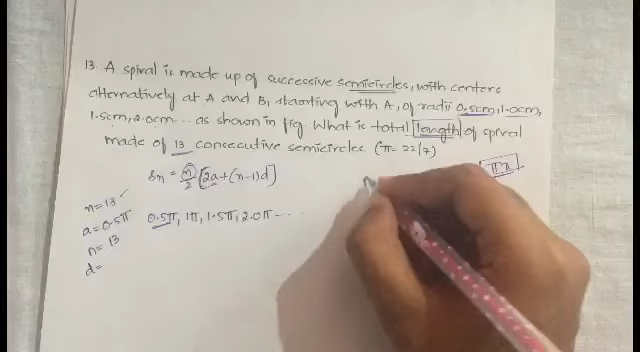 13. A spiral is made up of successive semicircles, with centers
alternatively at A and B, starting with A, of radii 0.5cm, 1.0cm,
1.5cm, 2.0cm... as shown in fig What is total length of spiral
made of 13 consecutive semicircles. (π = 22/7)
Sn = n/2 [2a+(n-1)d]
πr
n=13 ✓
a=0.5π 0.5π, 1π, 1.5π, 2.0π ....
n=13
d=